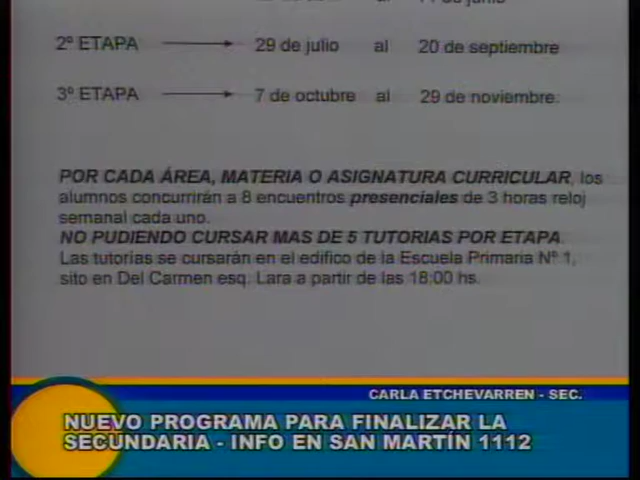 al
2º ETAPA 29 de julio al 20 de septiembre
3º ETAPA 7 de octubre al 29 de noviembre.
POR CADA ÁREA, MATERIA O ASIGNATURA CURRICULAR, los
alumnos concurrirán a 8 encuentros presenciales de 3 horas reloj
semanal cada uno.
NO PUDIENDO CURSAR MAS DE 5 TUTORIAS POR ETAPA.
Las tutorías se cursarán en el edifico de la Escuela Primaria Nº 1,
sito en Del Carmen esq. Lara a partir de las 18:00 hs.
CARLA ETCHEVARREN - SEC.
NUEVO PROGRAMA PARA FINALIZAR LA
SECUNDARIA - INFO EN SAN MARTÍN 1112